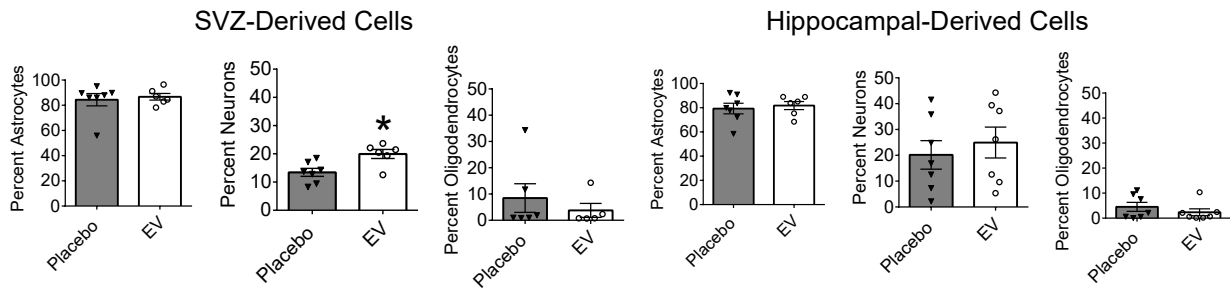 SVZ-Derived Cells
Hippocampal-Derived Cells
Percent Astrocytes
100
80
60
40
20
0
Placebo
EV
Percent Neurons
50
40
30
20
10
0
*
Placebo
EV
Percent Oligodendrocytes
50
40
30
20
10
0
Placebo
EV
Percent Astrocytes
100
80
60
40
20
0
Placebo
EV
Percent Neurons
50
40
30
20
10
0
Placebo
EV
Percent Oligodendrocytes
50
40
30
20
10
0
Placebo
EV